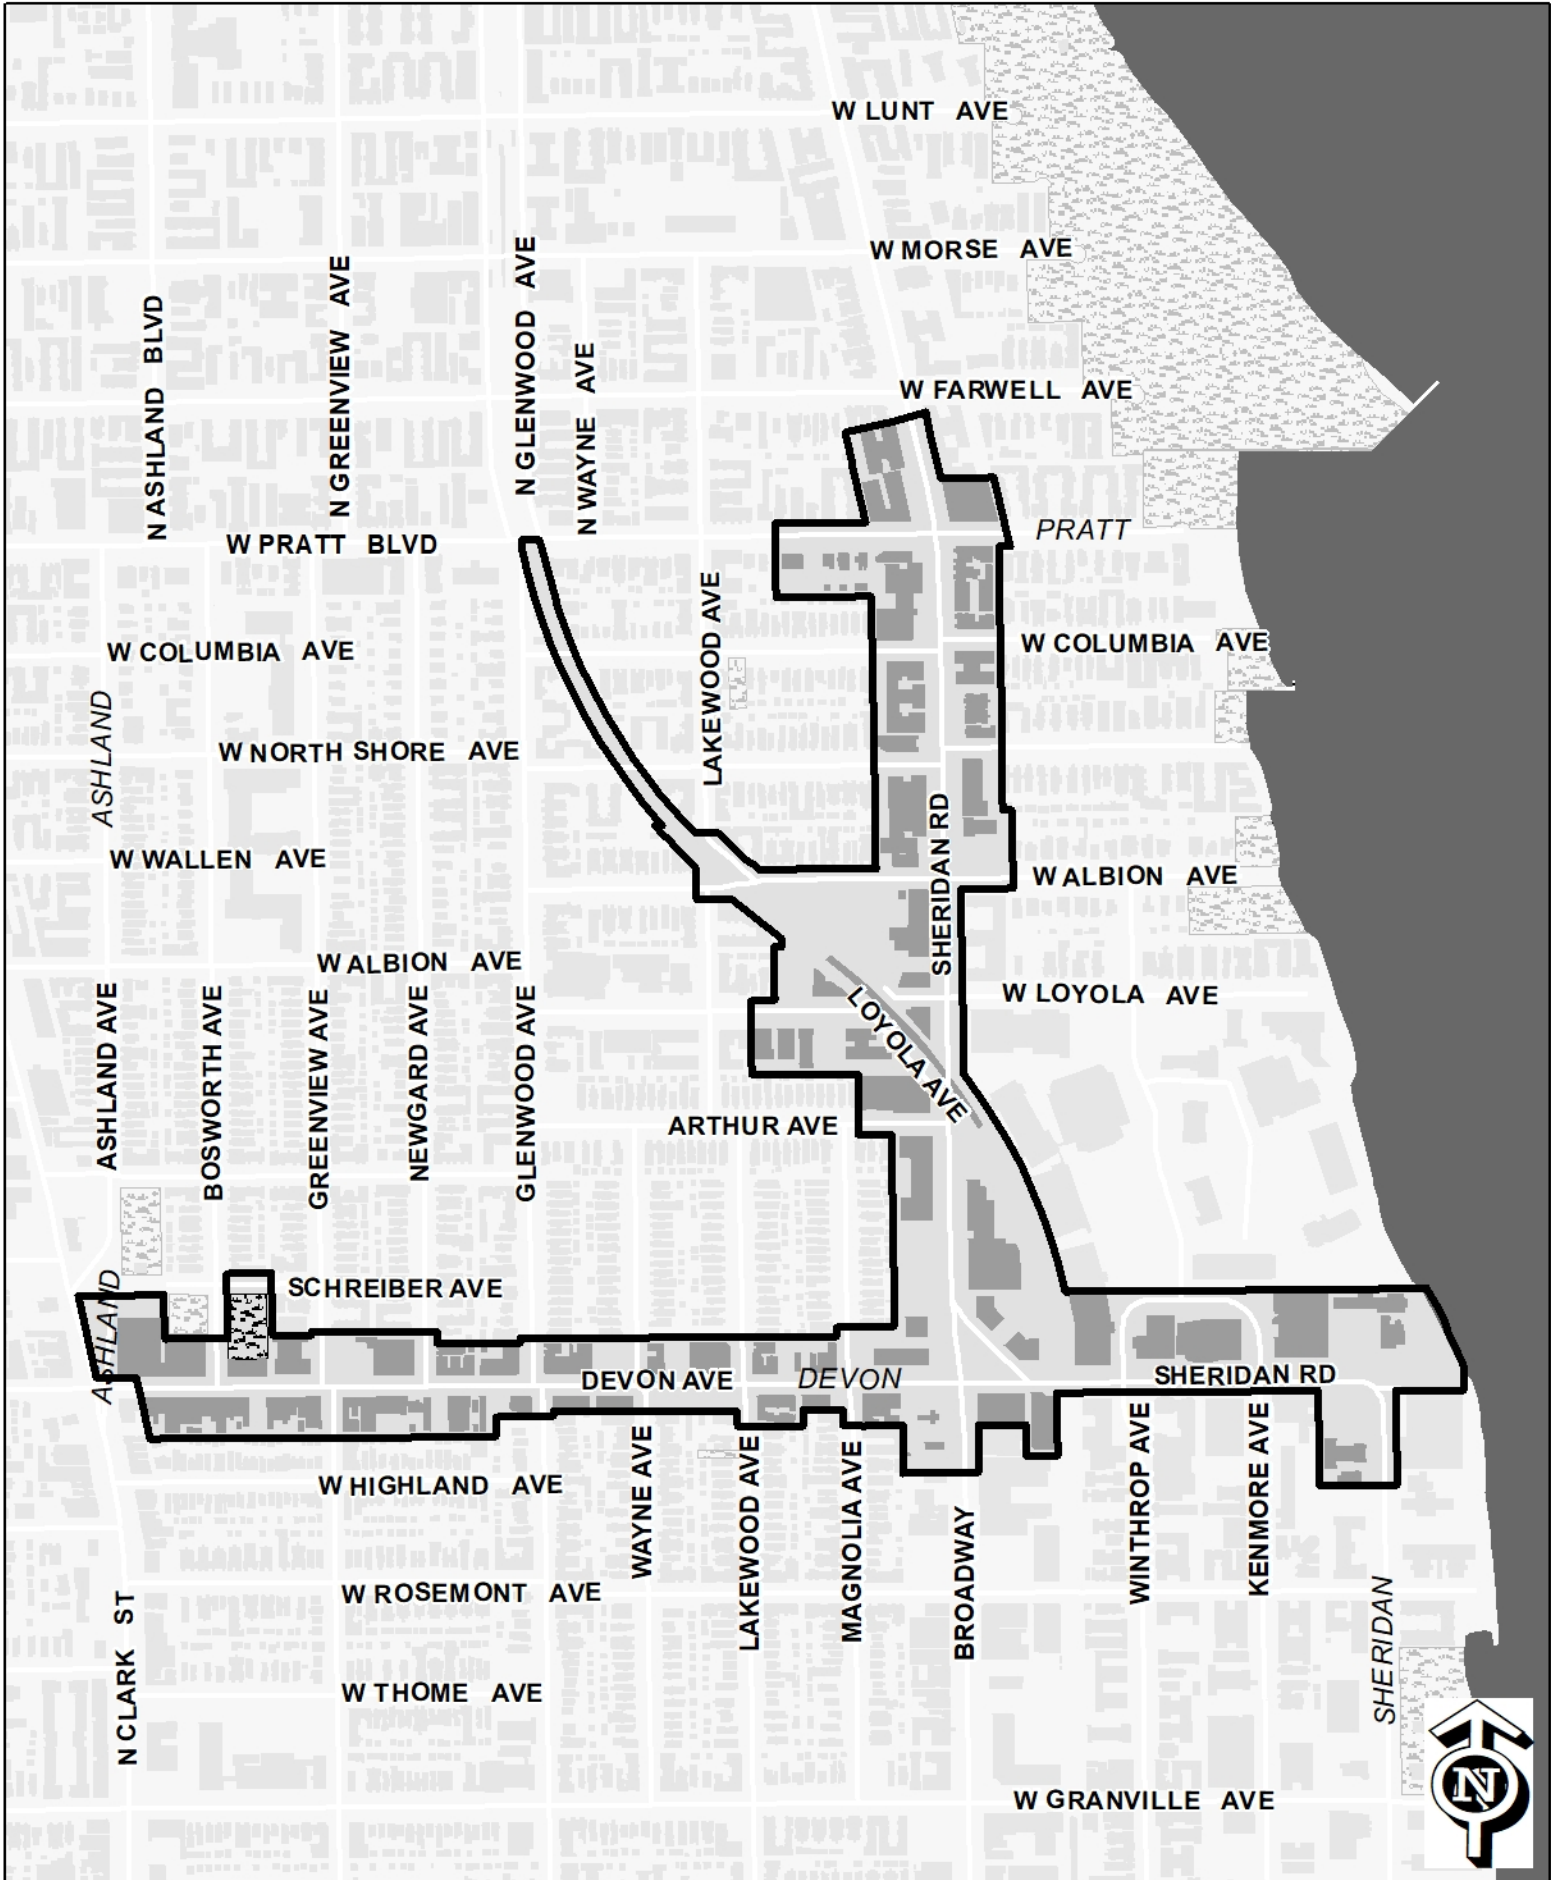 W LUNT AVE
W MORSE AVE
W FARWELL AVE
N ASHLAND BLVD
N GREENVIEW AVE
N GLENWOOD AVE
N WAYNE AVE
PRATT
W PRATT BLVD
LAKEWOOD AVE
W COLUMBIA AVE
W COLUMBIA AVE
ASHLAND
W NORTH SHORE AVE
SHERIDAN RD
W WALLEN AVE
W ALBION AVE
W ALBION AVE
W LOYOLA AVE
LOYOLA AVE
ASHLAND AVE
BOSWORTH AVE
GREENVIEW AVE
NEWGARD AVE
GLENWOOD AVE
ARTHUR AVE
SCHREIBER AVE
ASHLAND
DEVON AVE
DEVON
SHERIDAN RD
W HIGHLAND AVE
WAYNE AVE
LAKEWOOD AVE
MAGNOLIA AVE
BROADWAY
WINTHROP AVE
KENMORE AVE
SHERIDAN
W ROSEMONT AVE
N CLARK ST
W THOME AVE
W GRANVILLE AVE
N